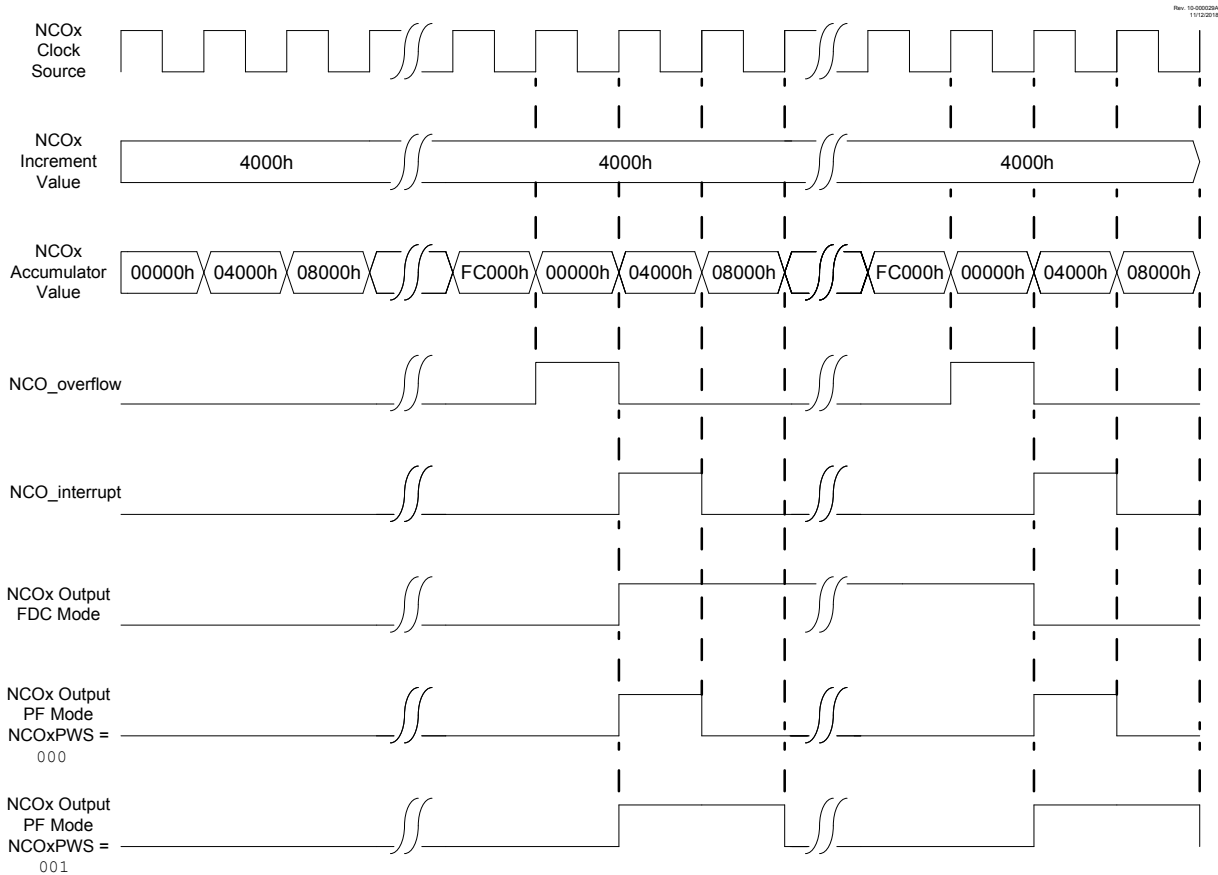 Rev. 10-000029A
11/12/2018
NCOx
Clock
Source
NCOx
Increment
Value
4000h
4000h
4000h
NCOx
Accumulator
Value
00000h 04000h 08000h FC000h 00000h 04000h 08000h FC000h 00000h 04000h 08000h
NCO_overflow
NCO_interrupt
NCOx Output
FDC Mode
NCOx Output
PF Mode
NCOxPWS =
000
NCOx Output
PF Mode
NCOxPWS =
001